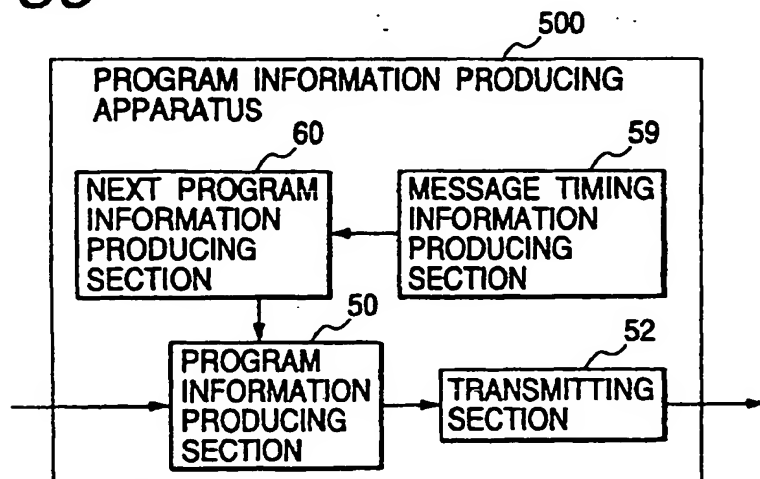 500
PROGRAM INFORMATION PRODUCING
APPARATUS
60
59
NEXT PROGRAM
INFORMATION
PRODUCING
SECTION
MESSAGE TIMING
INFORMATION
PRODUCING
SECTION
50
52
PROGRAM
INFORMATION
PRODUCING
SECTION
TRANSMITTING
SECTION